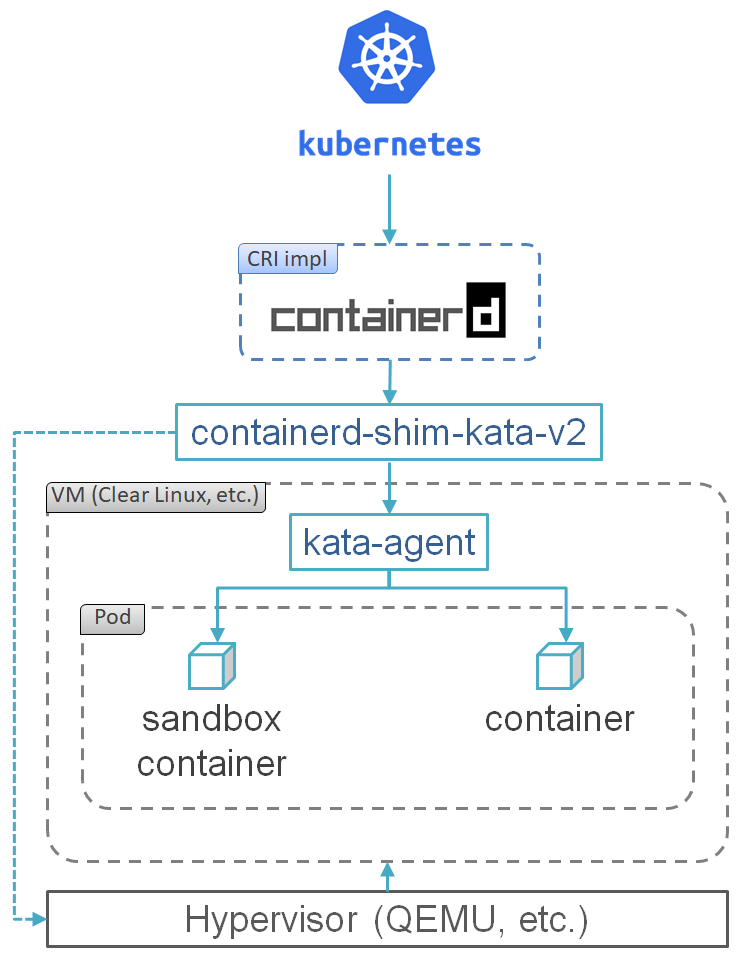 kubernetes
CRI impl
containerd
containerd-shim-kata-v2
VM (Clear Linux, etc.)
kata-agent
Pod
sandbox
container
container
Hypervisor (QEMU, etc.)